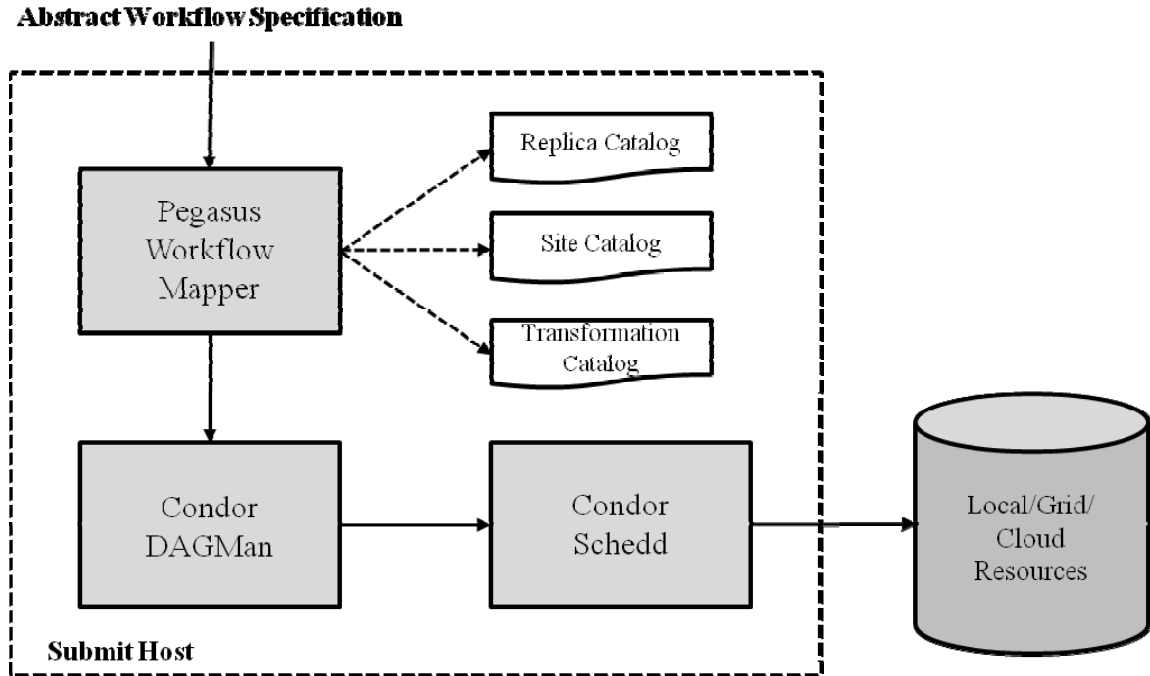 Abstract Workflow Specification
Replica Catalog
Pegasus
Workflow
Mapper
Site Catalog
Transformation
Catalog
Condor
DAGMan
Condor
Schedd
Local/Grid/
Cloud
Resources
Submit Host